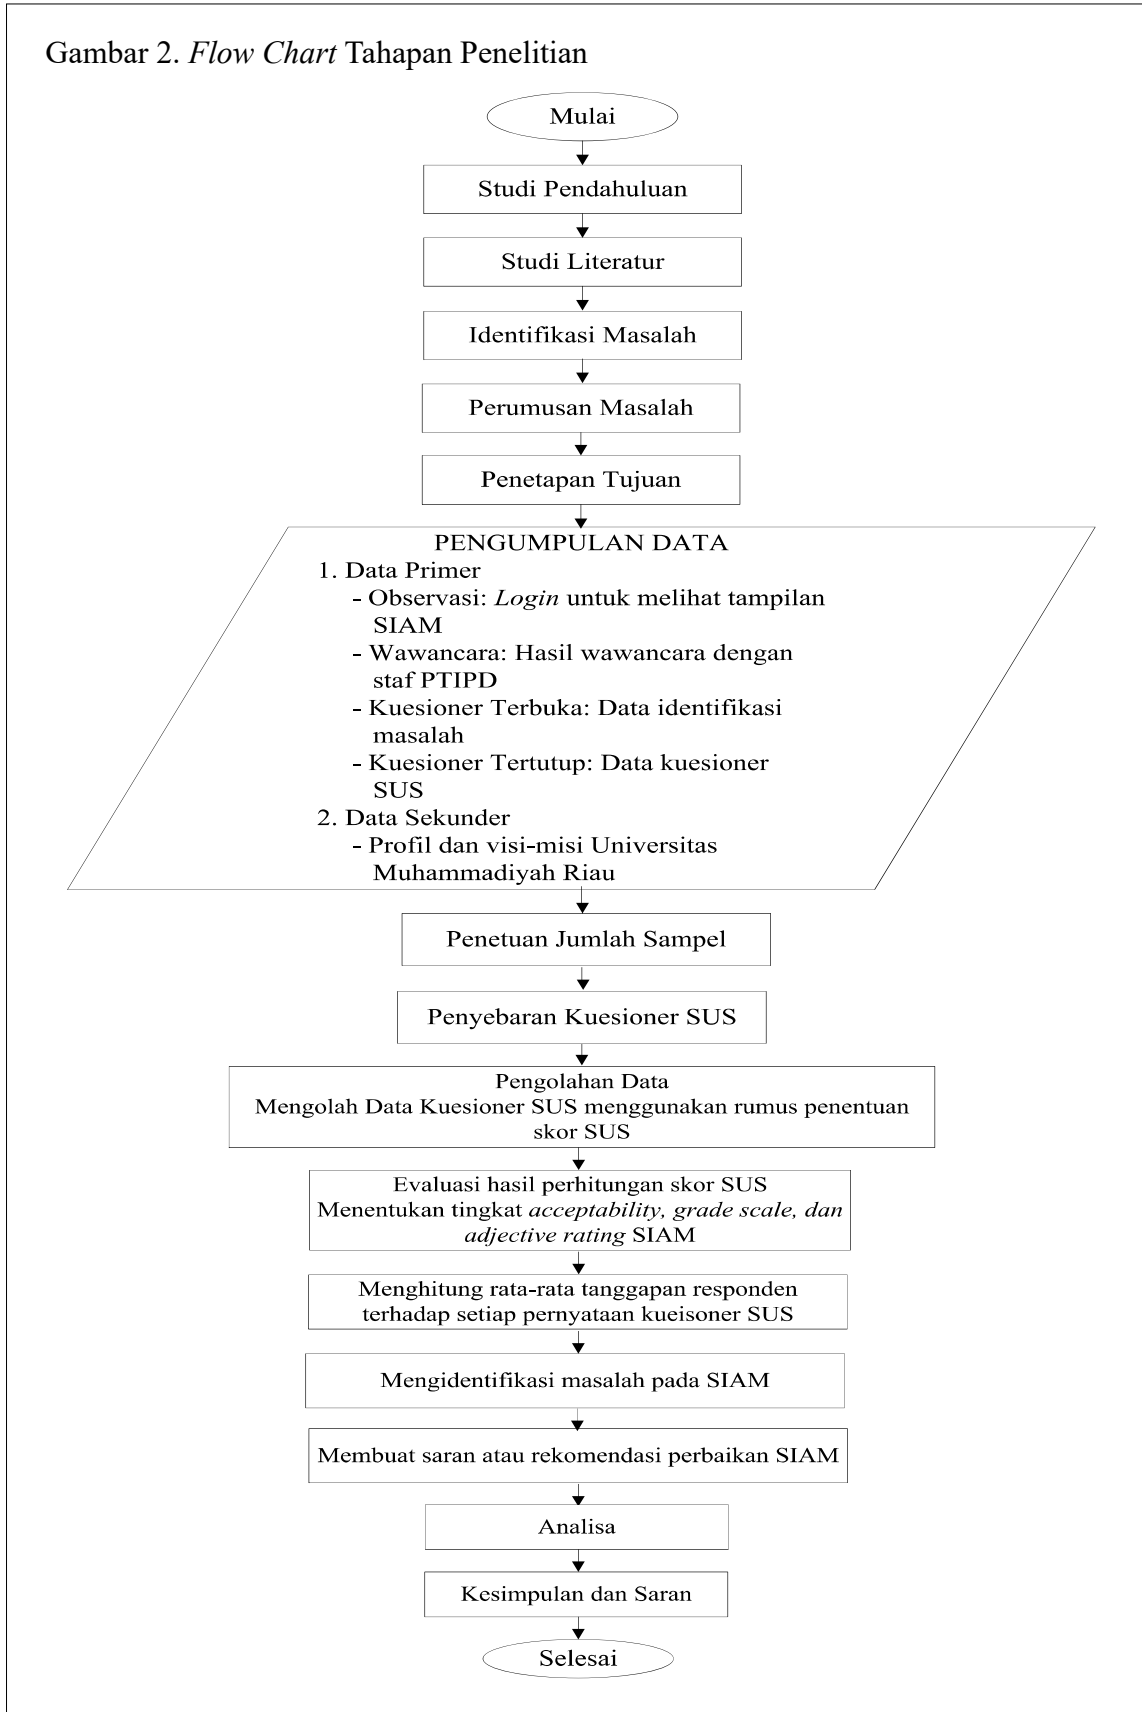 Gambar 2. Flow Chart Tahapan Penelitian
Mulai
Studi Pendahuluan
Studi Literatur
Identifikasi Masalah
Perumusan Masalah
Penetapan Tujuan
PENGUMPULAN DATA
1. Data Primer
- Observasi: Login untuk melihat tampilan
SIAM
- Wawancara: Hasil wawancara dengan
staf PTIPD
- Kuesioner Terbuka: Data identifikasi
masalah
- Kuesioner Tertutup: Data kuesioner
SUS
2. Data Sekunder
- Profil dan visi-misi Universitas
Muhammadiyah Riau
Penetuan Jumlah Sampel
Penyebaran Kuesioner SUS
Pengolahan Data
Mengolah Data Kuesioner SUS menggunakan rumus penentuan
skor SUS
Evaluasi hasil perhitungan skor SUS
Menentukan tingkat acceptability, grade scale, dan
adjective rating SIAM
Menghitung rata-rata tanggapan responden
terhadap setiap pernyataan kueisoner SUS
Mengidentifikasi masalah pada SIAM
Membuat saran atau rekomendasi perbaikan SIAM
Analisa
Kesimpulan dan Saran
Selesai